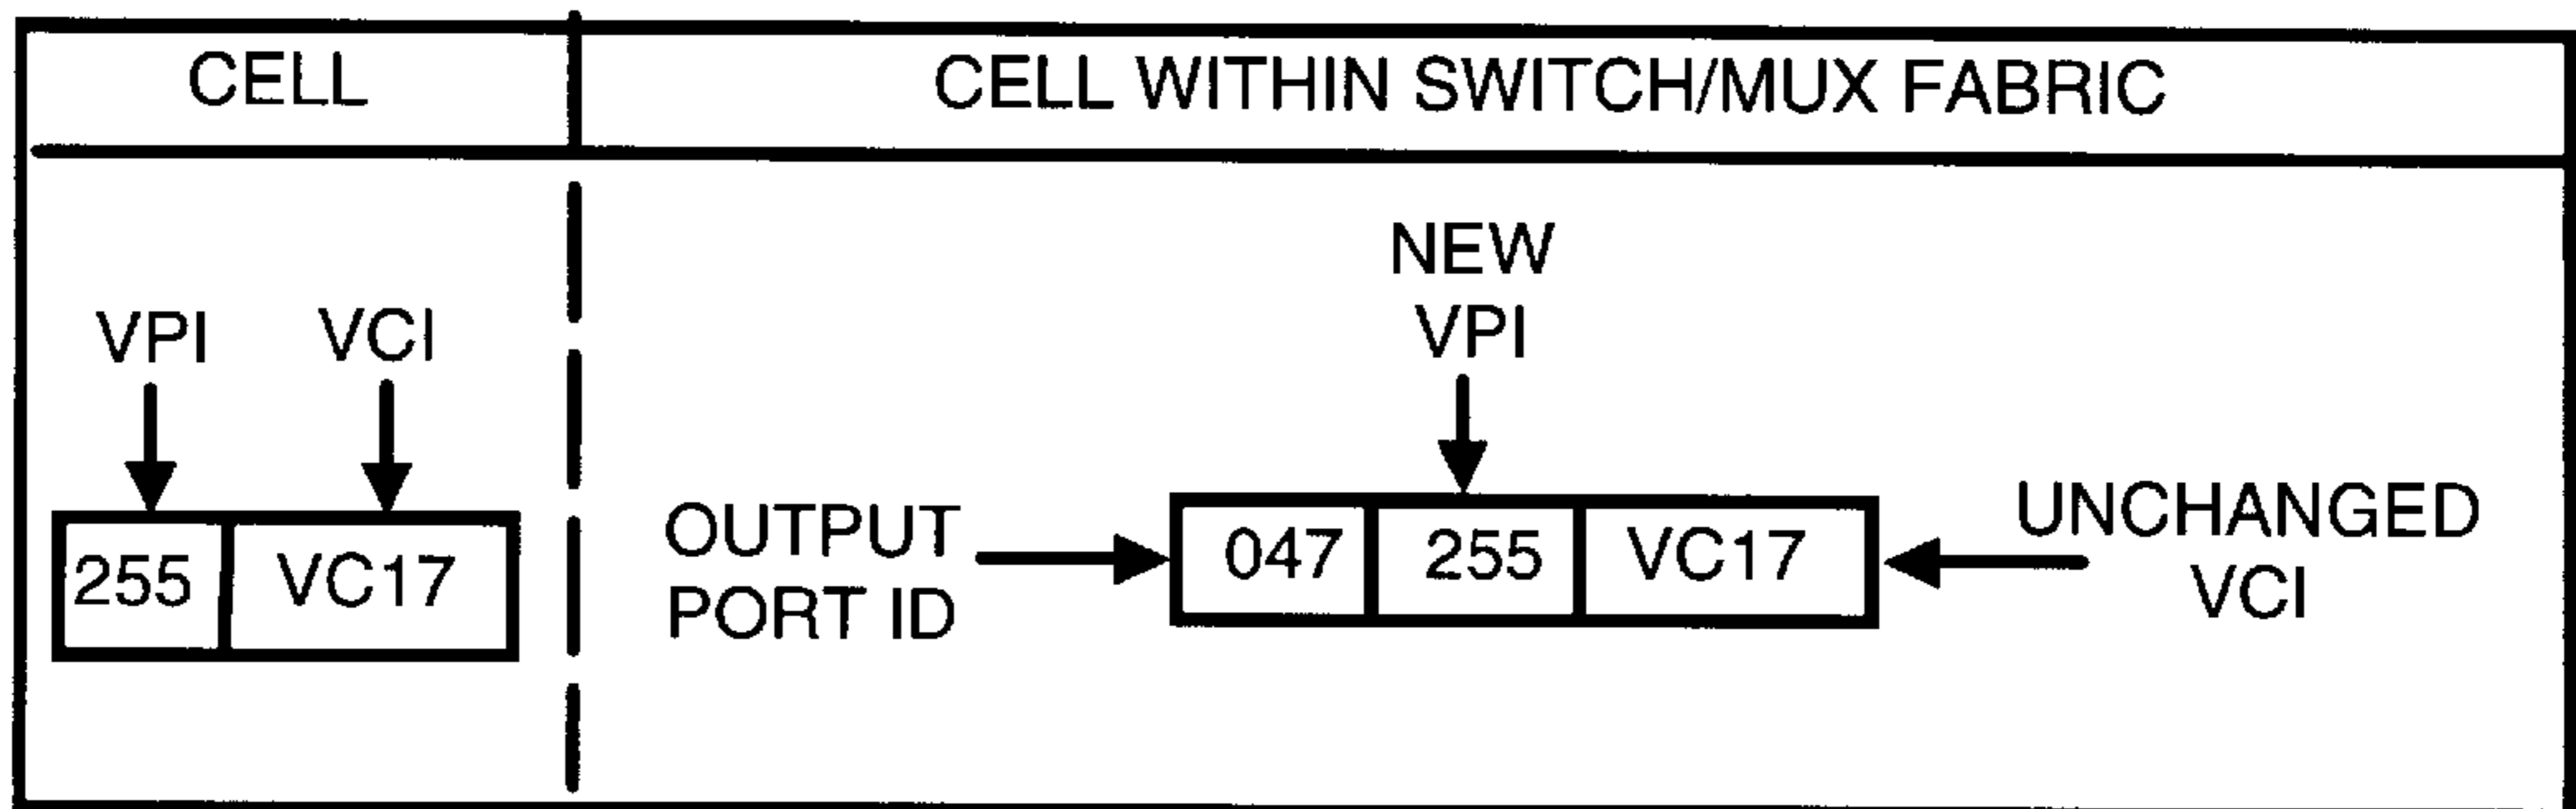 CELL
CELL WITHIN SWITCH/MUX FABRIC
VPI
VCI
255
VC17
NEW
VPI
OUTPUT
PORT ID
047
255
VC17
UNCHANGED
VCI